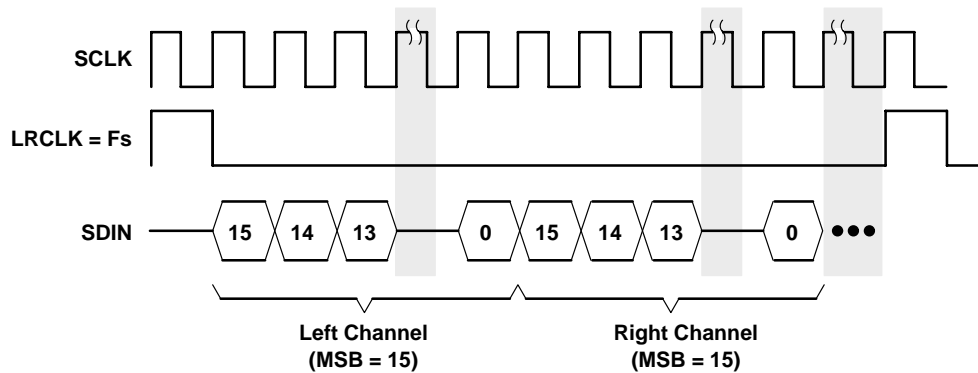 SCLK
LRCLK = Fs
SDIN
15 14 13 0 15 14 13 0
Left Channel
(MSB = 15)
Right Channel
(MSB = 15)